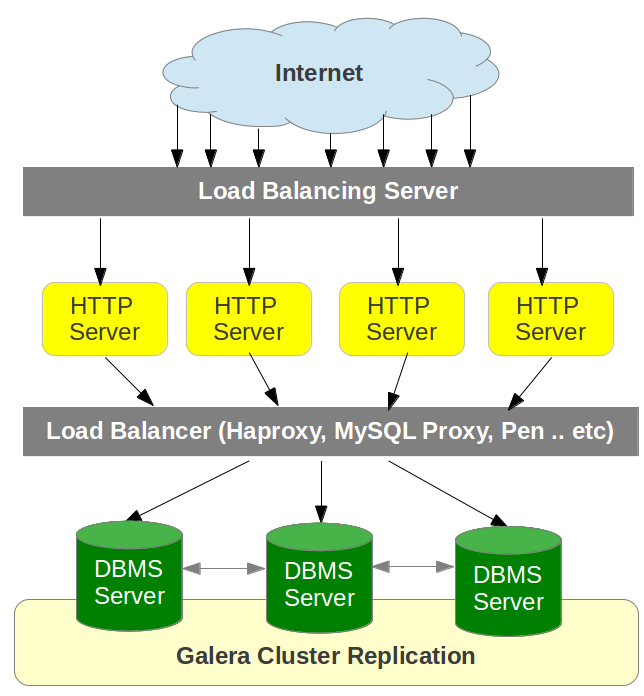 Internet
Load Balancing Server
HTTP
Server
HTTP
Server
HTTP
Server
HTTP
Server
Load Balancer (Haproxy, MySQL Proxy, Pen .. etc)
DBMS
Server
DBMS
Server
DBMS
Server
Galera Cluster Replication